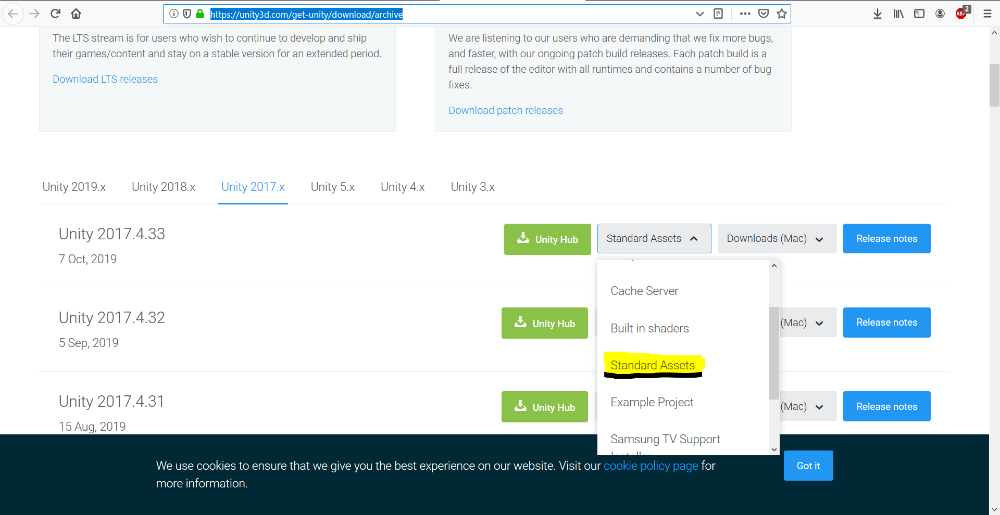 https://unity3d.com/get-unity/download/archive
ABP
2
The LTS stream is for users who wish to continue to develop and ship
their games/content and stay on a stable version for an extended period.
Download LTS releases
We are listening to our users who are demanding that we fix more bugs,
and faster, with our ongoing patch build releases. Each patch build is a
full release of the editor with all runtimes and contains a number of bug
fixes.
Download patch releases
Unity 2019.x
Unity 2018.x
Unity 2017.x
Unity 5.x
Unity 4.x
Unity 3.x
Unity 2017.4.33
7 Oct, 2019
Unity Hub
Standard Assets
Downloads (Mac)
Release notes
Cache Server
Built in shaders
Standard Assets
Example Project
Samsung TV Support
Unity 2017.4.32
5 Sep, 2019
Unity Hub
(Mac)
Release notes
Unity 2017.4.31
15 Aug, 2019
Unity Hub
(Mac)
Release notes
We use cookies to ensure that we give you the best experience on our website. Visit our cookie policy page for
more information.
Got it